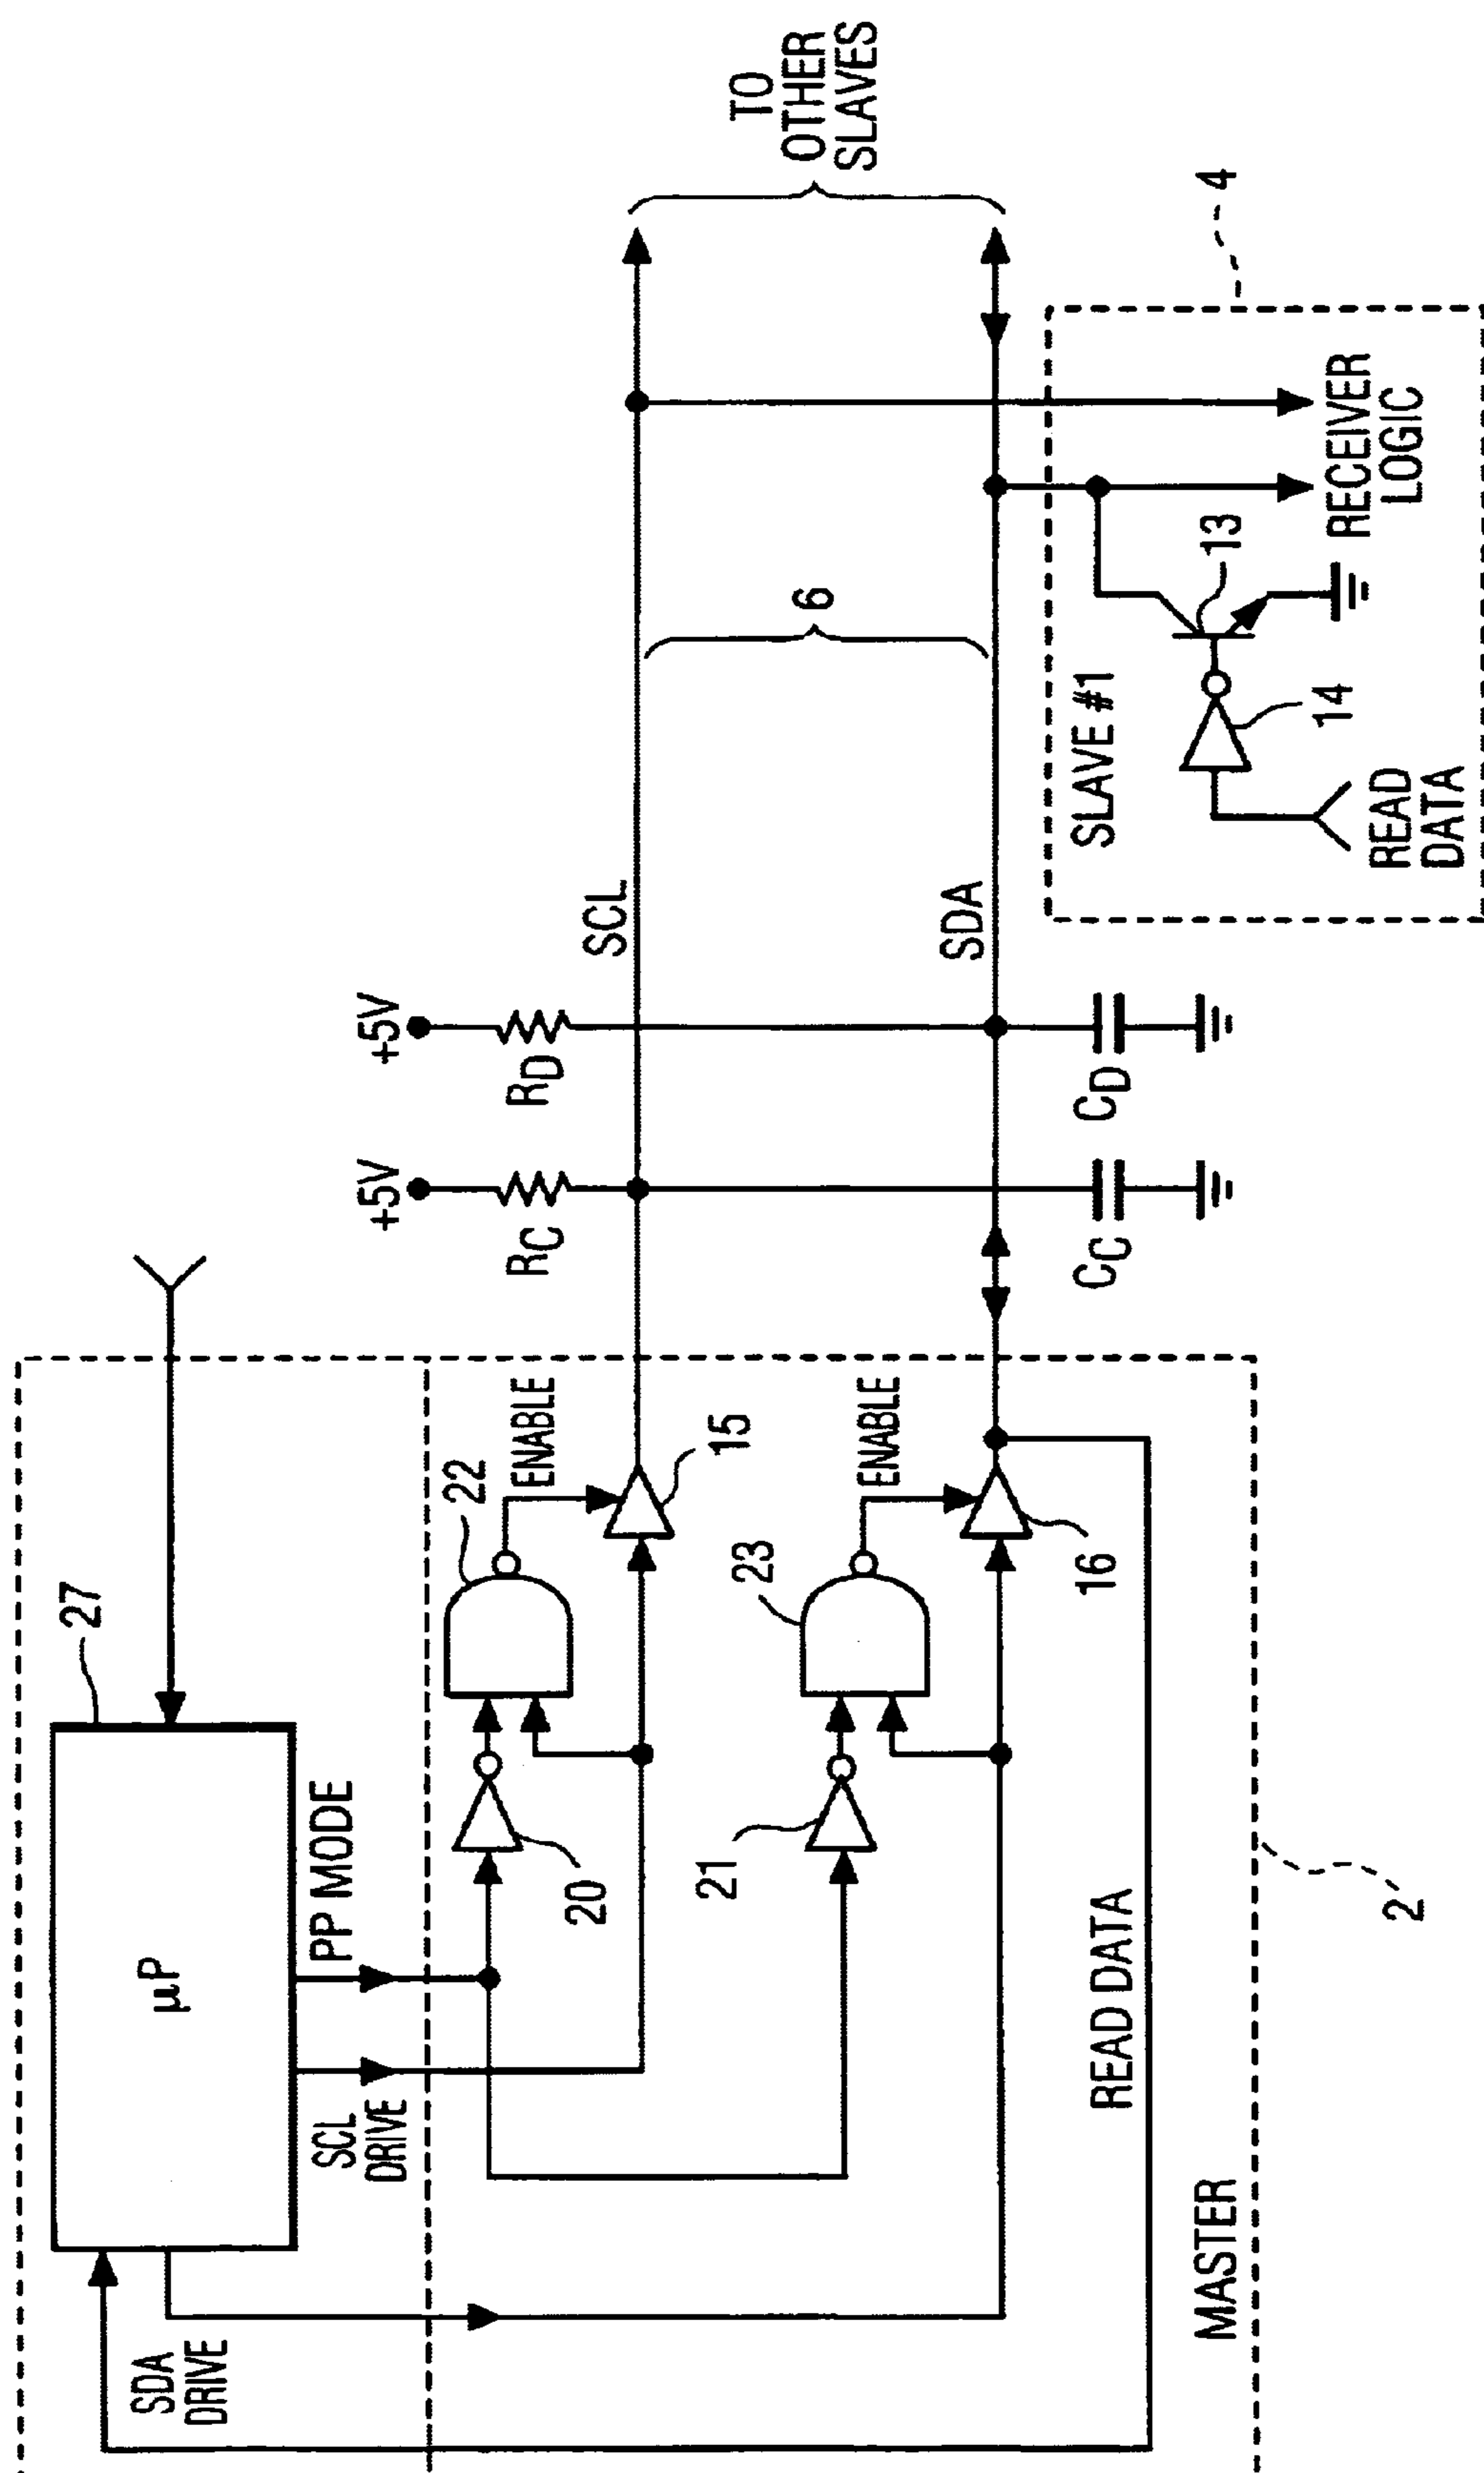 27
µP
SDA
DRIVE
SCL
DRIVE
PP MODE
20
21
22
23
ENABLE
ENABLE
15
16
READ DATA
MASTER
2
+5V
+5V
RC
RD
CC
CD
SCL
SDA
6
TO
OTHER
SLAVES
4
SLAVE #1
13
14
READ
DATA
RECEIVER
LOGIC